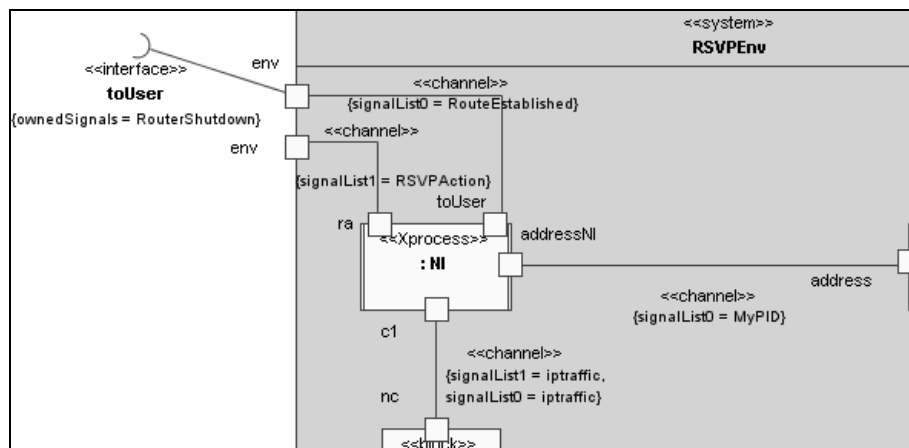 <<system>>
RSVPEnv
env
<<interface>>
toUser
{ownedSignals = RouterShutdown}
<<channel>>
{signalList0 = RouteEstablished}
<<channel>>
env
{signalList1 = RSVPAction}
toUser
ra
<<Xprocess>>
: NI
addressNI
address
<<channel>>
{signalList0 = MyPID}
c1
<<channel>>
{signalList1 = iptraffic,
signalList0 = iptraffic}
nc
<<block>>